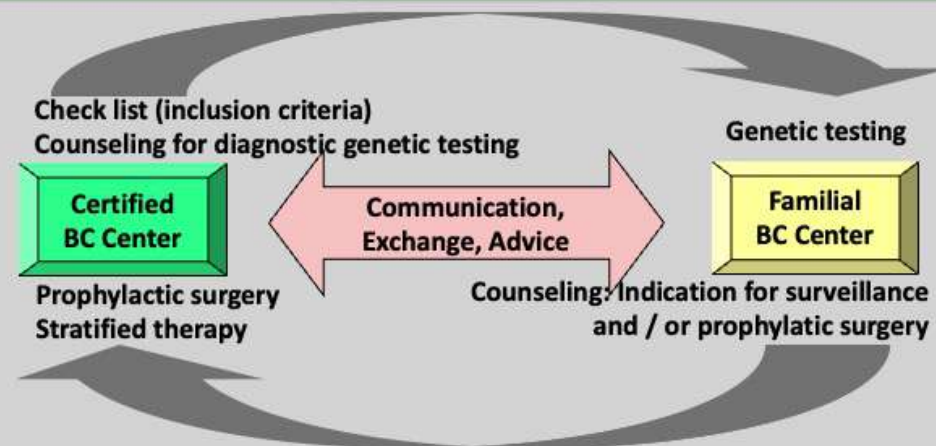 Check list (inclusion criteria)
Counseling for diagnostic genetic testing
Genetic testing
Certified
BC Center
Communication,
Exchange, Advice
Familial
BC Center
Prophylactic surgery
Stratified therapy
Counseling: Indication for surveillance
and / or prophylatic surgery